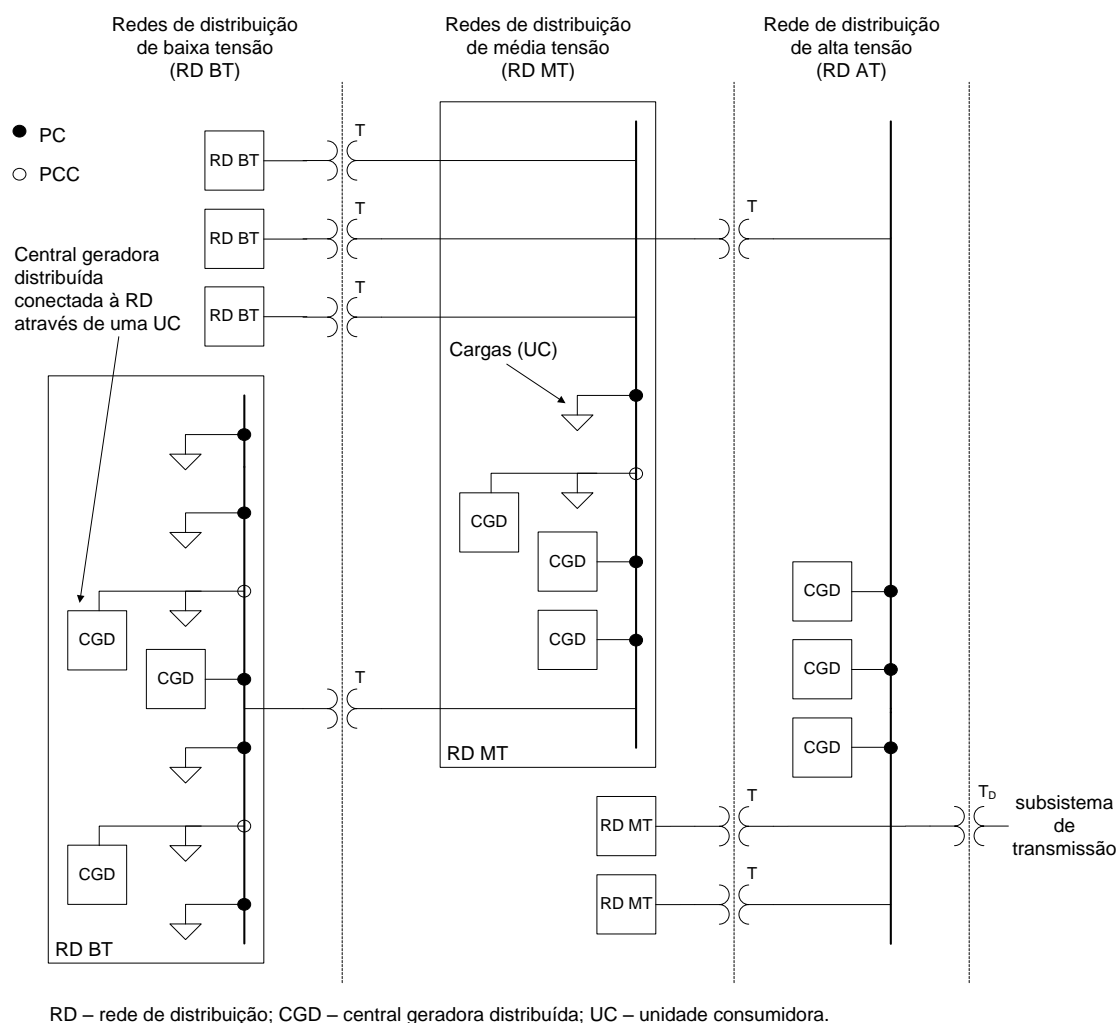 Redes de distribuição
de baixa tensão
(RD BT)
Redes de distribuição
de média tensão
(RD MT)
Rede de distribuição
de alta tensão
(RD AT)
PC
PCC
RD BT
T
RD BT
T
T
RD BT
T
Central geradora
distribuída
conectada à RD
através de uma UC
Cargas (UC)
CGD
CGD
CGD
CGD
CGD
CGD
CGD
CGD
T
CGD
RD MT
RD MT
T
T_D
subsistema
de
transmissão
CGD
RD MT
T
RD BT
RD – rede de distribuição; CGD – central geradora distribuída; UC – unidade consumidora.